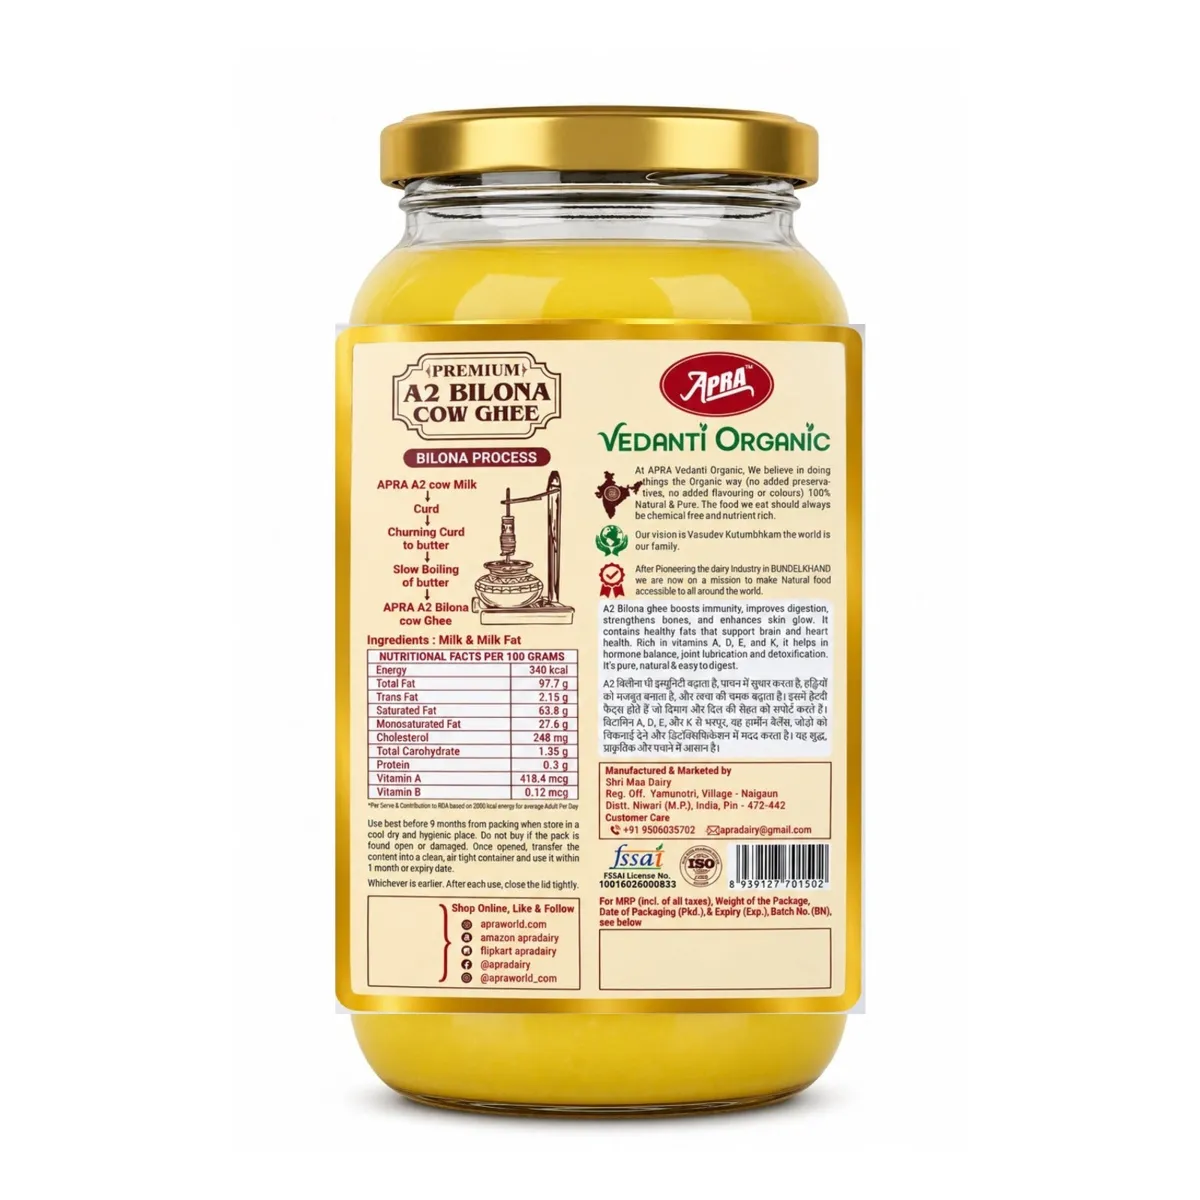 PREMIUM
A2 BILONA
COW GHEE
BILONA PROCESS
APRA A2 cow Milk
Curd
Churning Curd
to butter
Slow Boiling
of butter
APRA A2 Bilona
cow Ghee
Ingredients : Milk & Milk Fat
NUTRITIONAL FACTS PER 100 GRAMS
Energy 340 kcal
Total Fat 97.7 g
Trans Fat 2.15 g
Saturated Fat 63.8 g
Monosaturated Fat 27.6 g
Cholesterol 248 mg
Total Carohydrate 1.35 g
Protein 0.3 g
Vitamin A 418.4 mcg
Vitamin B 0.12 mcg
*Per Serve & Contribution to RDA based on 2000 kcal energy for average Adult Per Day
Use best before 9 months from packing when store in a
cool dry and hygienic place. Do not buy if the pack is
found open or damaged. Once opened, transfer the
content into a clean, air tight container and use it within
1 month or expiry date.
Whichever is earlier. After each use, close the lid tightly.
Shop Online, Like & Follow
apraworld.com
amazon apradairy
flipkart apradairy
@apradairy
@apraworld_com
APRA™
VEDANTI ORGANIC
At APRA Vedanti Organic, We believe in doing
things the Organic way (no added preserva-
tives, no added flavouring or colours) 100%
Natural & Pure. The food we eat should always
be chemical free and nutrient rich.
Our vision is Vasudev Kutumbhkam the world is
our family.
After Pioneering the dairy Industry in BUNDELKHAND
we are now on a mission to make Natural food
accessible to all around the world.
A2 Bilona ghee boosts immunity, improves digestion,
strengthens bones, and enhances skin glow. It
contains healthy fats that support brain and heart
health. Rich in vitamins A, D, E, and K, it helps in
hormone balance, joint lubrication and detoxification.
It's pure, natural & easy to digest.
A2 बिलौना घी इम्युनिटी बढ़ाता है, पाचन में सुधार करता है, हड्डियों
को मजबूत बनाता है, और त्वचा की चमक बढ़ाता है। इसमें हेल्दी
फैट्स होते हैं जो दिमाग और दिल की सेहत को सपोर्ट करते हैं।
विटामिन A, D, E, और K से भरपूर, यह हार्मोन बैलेंस, जोड़ों को
चिकनाई देने और डिटॉक्सिफिकेशन में मदद करता है। यह शुद्ध,
प्राकृतिक और पचाने में आसान है।
Manufactured & Marketed by
Shri Maa Dairy
Reg. Off. Yamunotri, Village - Naigaun
Distt. Niwari (M.P.), India, Pin - 472-442
Customer Care
+91 9506035702 apradairy@gmail.com
fssai
FSSAI License No.
10016026000833
ISO
8 939127 701502
For MRP (incl. of all taxes), Weight of the Package,
Date of Packaging (Pkd.), & Expiry (Exp.), Batch No. (BN),
see below